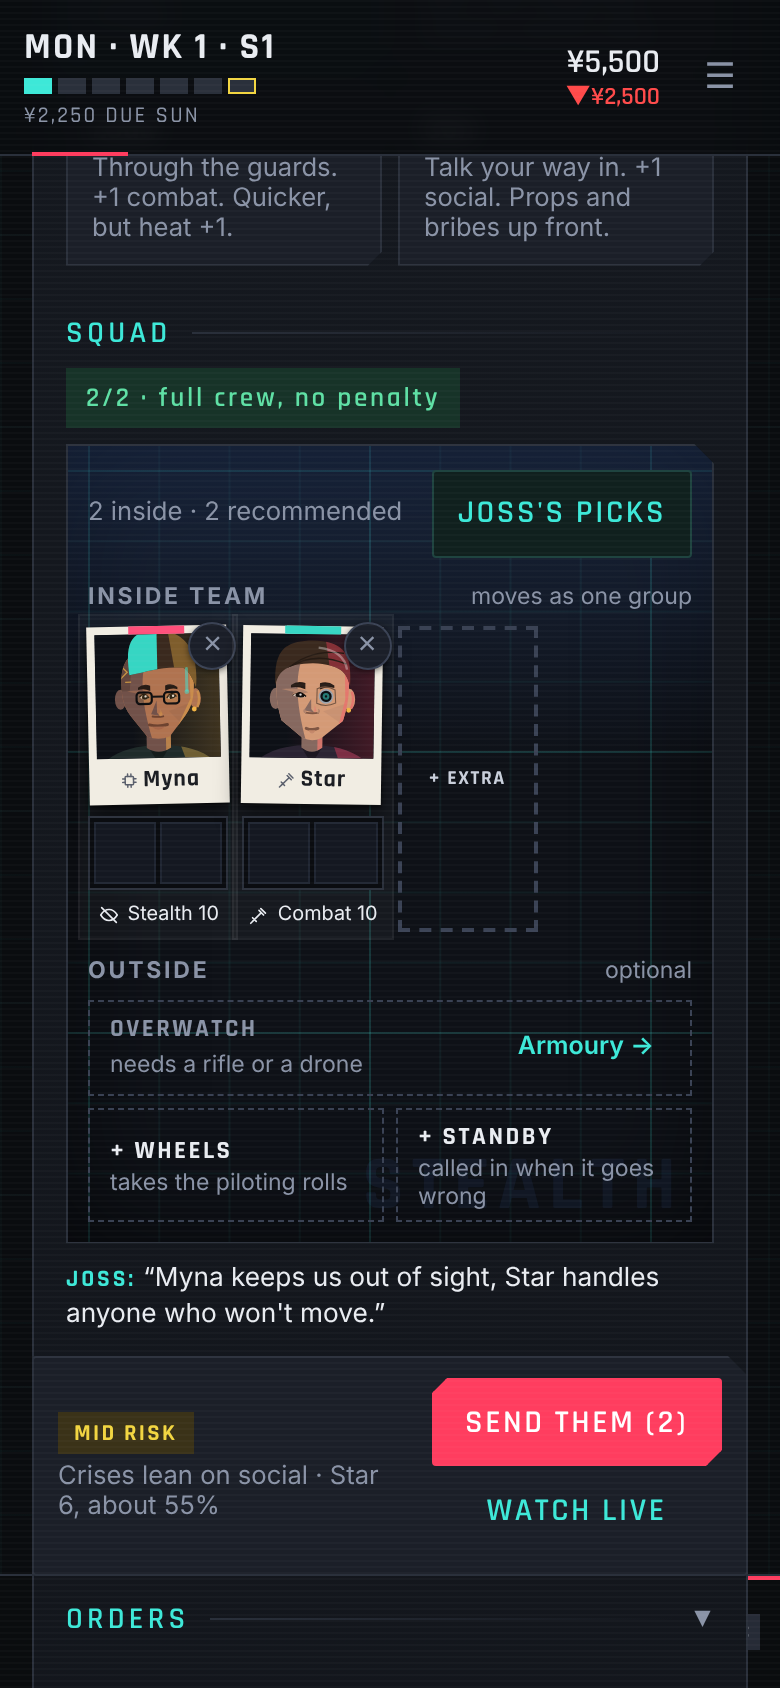 MON · WK 1 · S1
¥2,250 DUE SUN
¥5,500
▼¥2,500
☰
Through the guards.
+1 combat. Quicker,
but heat +1.
Talk your way in. +1
social. Props and
bribes up front.
SQUAD
2/2 · full crew, no penalty
2 inside · 2 recommended
JOSS'S PICKS
INSIDE TEAM
moves as one group
✕
✕
Myna
Star
+ EXTRA
Stealth 10
Combat 10
OUTSIDE
optional
OVERWATCH
needs a rifle or a drone
Armoury →
+ WHEELS
takes the piloting rolls
+ STANDBY
called in when it goes
wrong
STEALTH
JOSS: “Myna keeps us out of sight, Star handles
anyone who won't move.”
MID RISK
Crises lean on social · Star
6, about 55%
SEND THEM (2)
WATCH LIVE
ORDERS
▼